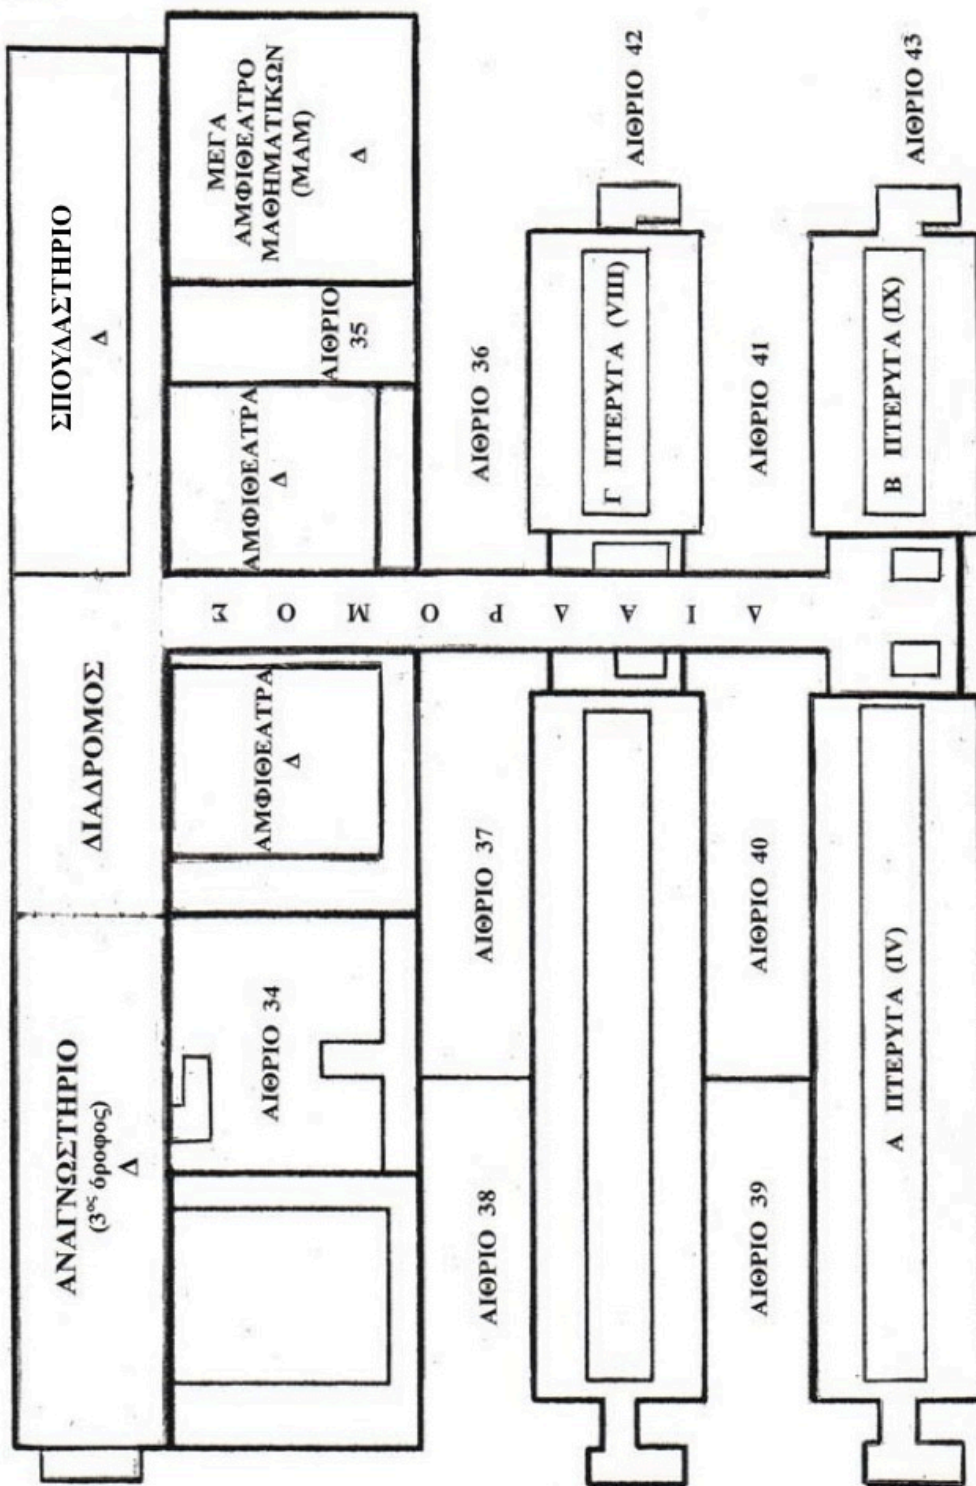 ΑΝΑΓΝΩΣΤΗΡΙΟ
(3ος όροφος)
Δ
ΔΙΑΔΡΟΜΟΣ
ΣΠΟΥΔΑΣΤΗΡΙΟ
Δ
ΑΙΘΡΙΟ 34
ΑΜΦΙΘΕΑΤΡΑ
Δ
ΑΜΦΙΘΕΑΤΡΑ
Δ
ΑΙΘΡΙΟ
35
ΜΕΓΑ
ΑΜΦΙΘΕΑΤΡΟ
ΜΑΘΗΜΑΤΙΚΩΝ
(ΜΑΜ)
Δ
ΔΙΑΔΡΟΜΟΣ
ΑΙΘΡΙΟ 38
ΑΙΘΡΙΟ 37
ΑΙΘΡΙΟ 36
Γ ΠΤΕΡΥΓΑ (VIII)
ΑΙΘΡΙΟ 42
ΑΙΘΡΙΟ 39
ΑΙΘΡΙΟ 40
ΑΙΘΡΙΟ 41
Α ΠΤΕΡΥΓΑ (IV)
Β ΠΤΕΡΥΓΑ (IX)
ΑΙΘΡΙΟ 43